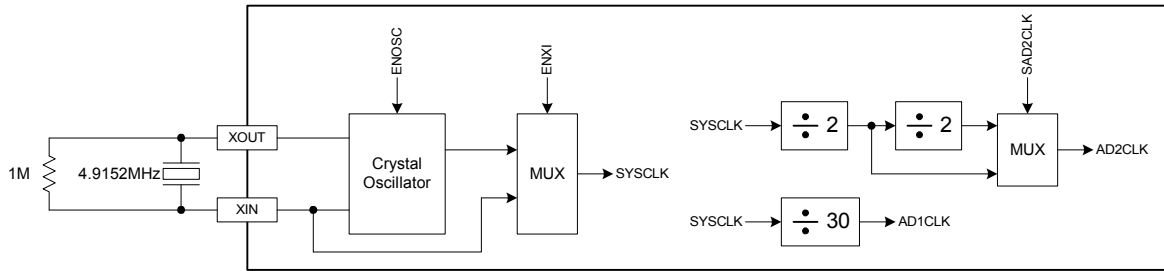 ENOSC
ENXI
SAD2CLK
XOUT
SYSCLK
÷ 2
÷ 2
1M
4.9152MHz
Crystal
Oscillator
MUX
SYSCLK
MUX
AD2CLK
XIN
SYSCLK
÷ 30
AD1CLK